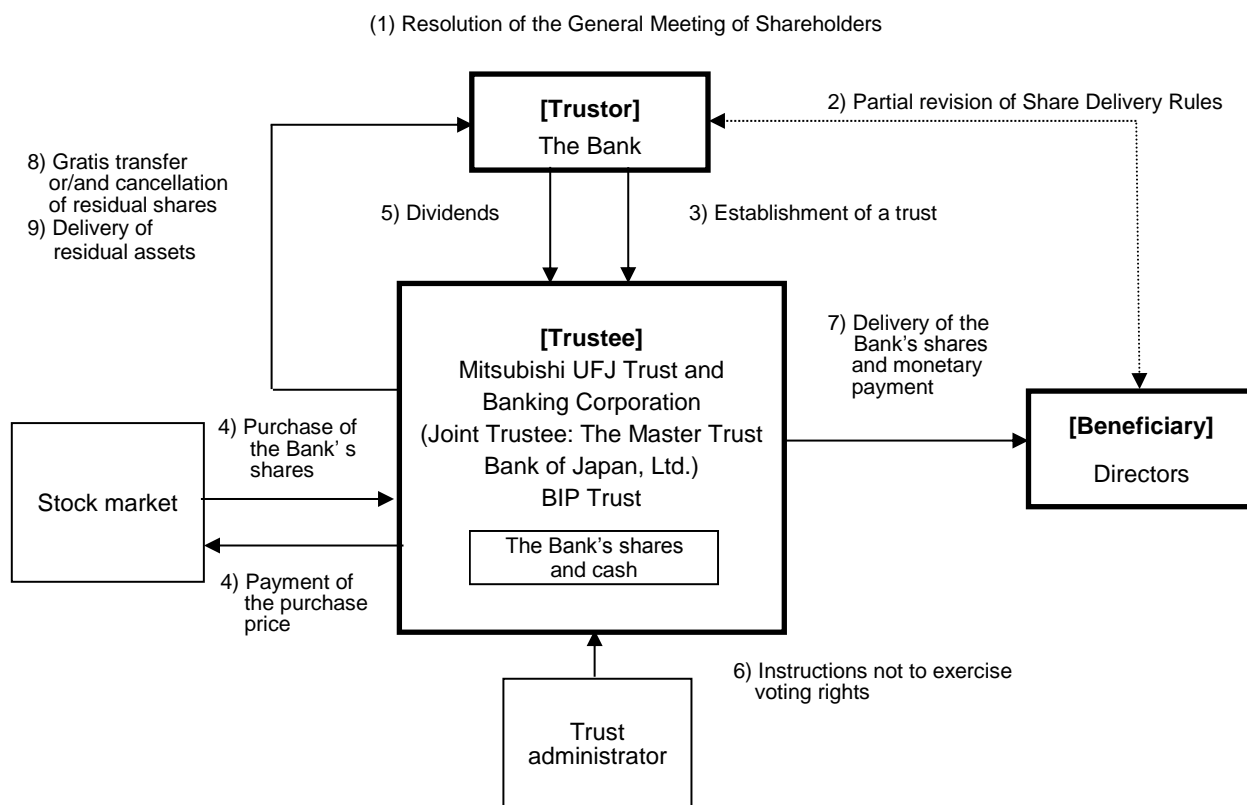 (1) Resolution of the General Meeting of Shareholders
[Trustor]
The Bank
2) Partial revision of Share Delivery Rules
8) Gratis transfer
or/and cancellation
of residual shares
9) Delivery of
residual assets
5) Dividends
3) Establishment of a trust
[Trustee]
Mitsubishi UFJ Trust and
Banking Corporation
(Joint Trustee: The Master Trust
Bank of Japan, Ltd.)
BIP Trust
The Bank's shares
and cash
7) Delivery of the
Bank's shares
and monetary
payment
[Beneficiary]
Directors
Stock market
4) Purchase of
the Bank' s
shares
4) Payment of
the purchase
price
6) Instructions not to exercise
voting rights
Trust
administrator